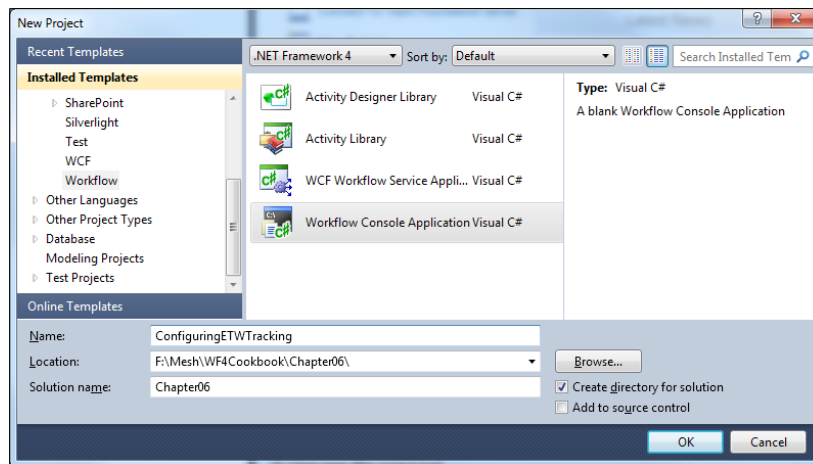 New Project
Recent Templates
.NET Framework 4
Sort by: Default
Search Installed Tem
Installed Templates
SharePoint
Silverlight
Test
WCF
Workflow
Other Languages
Other Project Types
Database
Modeling Projects
Test Projects
Online Templates
Activity Designer Library Visual C#
Activity Library Visual C#
WCF Workflow Service Appli... Visual C#
Workflow Console Application Visual C#
Type: Visual C#
A blank Workflow Console Application
Name: ConfiguringETWTracking
Location: F:\Mesh\WF4Cookbook\Chapter06\
Browse...
Solution name: Chapter06
Create directory for solution
Add to source control
OK Cancel